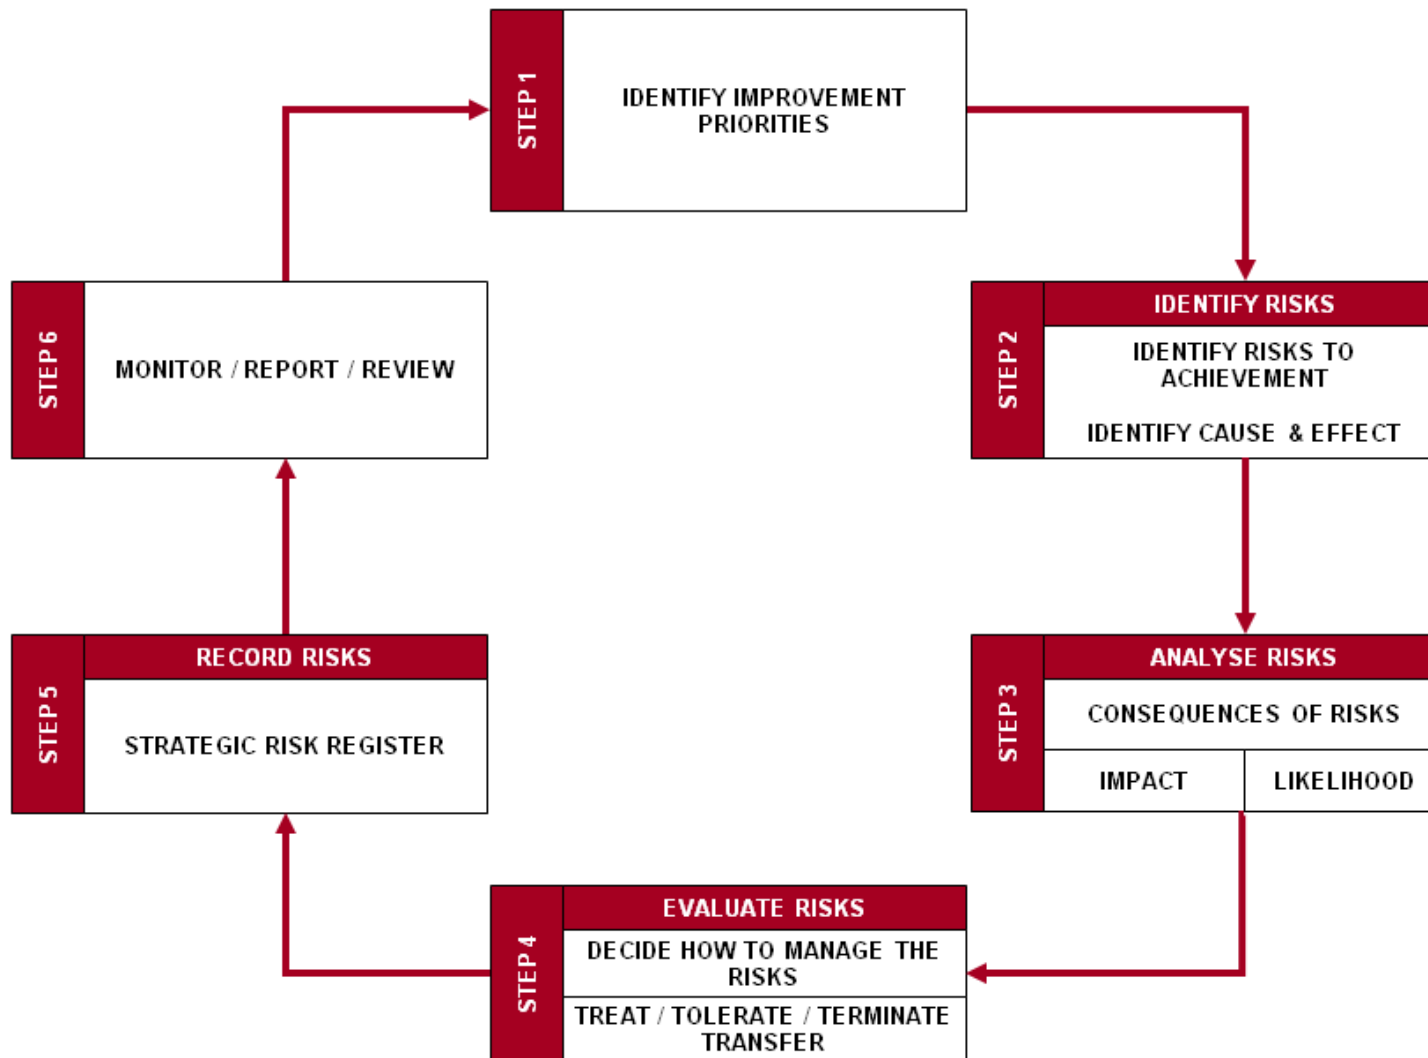 STEP 1
IDENTIFY IMPROVEMENT
PRIORITIES
STEP 2
IDENTIFY RISKS
IDENTIFY RISKS TO
ACHIEVEMENT
IDENTIFY CAUSE & EFFECT
STEP 3
ANALYSE RISKS
CONSEQUENCES OF RISKS
IMPACT
LIKELIHOOD
STEP 4
EVALUATE RISKS
DECIDE HOW TO MANAGE THE
RISKS
TREAT / TOLERATE / TERMINATE
TRANSFER
STEP 5
RECORD RISKS
STRATEGIC RISK REGISTER
STEP 6
MONITOR / REPORT / REVIEW